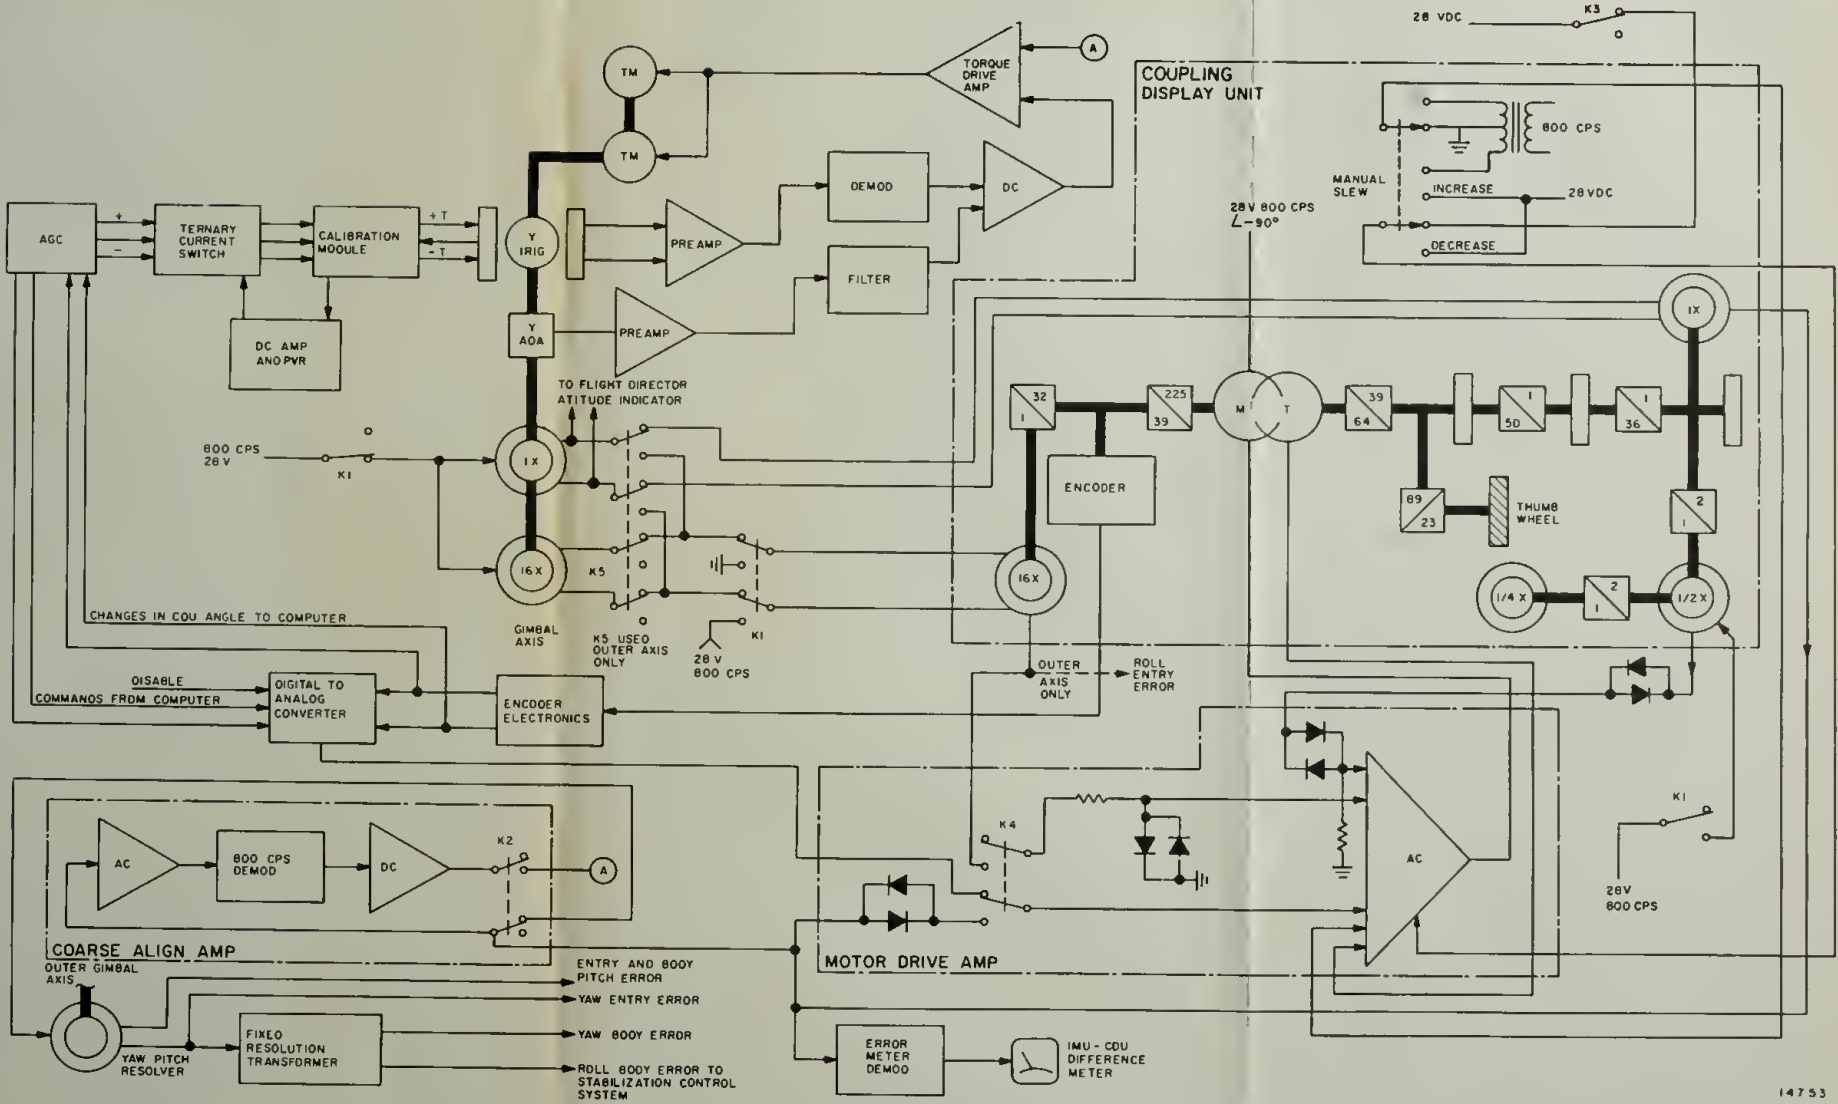 28 VDC
K3
TM
TORQUE
DRIVE
AMP
A
COUPLING
DISPLAY UNIT
800 CPS
TM
DEMOD
DC
MANUAL
SLEW
INCREASE
28VDC
DECREASE
28V 800 CPS
∠-90°
AGC
+
-
TERNARY
CURRENT
SWITCH
CALIBRATION
MODULE
+T
-T
Y
IRIG
PREAMP
FILTER
DC AMP
ANO PVR
Y
AOA
PREAMP
1X
TO FLIGHT DIRECTOR
ATITUDE INDICATOR
32
1
225
39
M
T
39
64
1
50
1
36
800 CPS
28 V
K1
1X
ENCODER
89
23
THUMB
WHEEL
2
1
16X
K5
16X
1/4 X
2
1
1/2 X
CHANGES IN COU ANGLE TO COMPUTER
GIMBAL
AXIS
K5 USED
OUTER AXIS
ONLY
K1
28 V
800 CPS
OUTER
AXIS
ONLY
ROLL
ENTRY
ERROR
OISABLE
COMMANOS FROM COMPUTER
DIGITAL TO
ANALOG
CONVERTER
ENCOOER
ELECTRONICS
AC
800 CPS
DEMOD
DC
K2
A
K4
AC
K1
28V
800 CPS
COARSE ALIGN AMP
MOTOR DRIVE AMP
OUTER GIMBAL
AXIS
ENTRY AND BODY
PITCH ERROR
YAW ENTRY ERROR
YAW PITCH
RESOLVER
FIXEO
RESOLUTION
TRANSFORMER
YAW BODY ERROR
ROLL BODY ERROR TO
STABILIZATION CONTROL
SYSTEM
ERROR
METER
DEMOO
IMU - CDU
DIFFERENCE
METER
14753